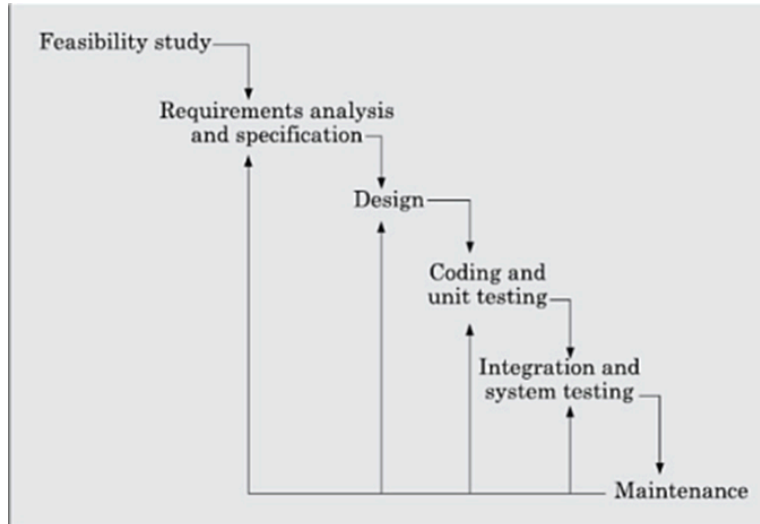 Feasibility study
Requirements analysis
and specification
Design
Coding and
unit testing
Integration and
system testing
Maintenance